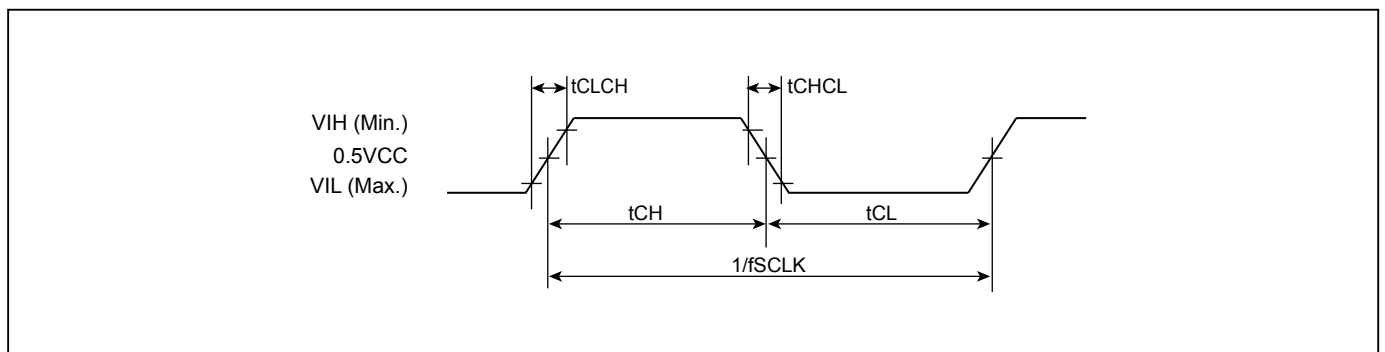 tCLCH
tCHCL
VIH (Min.)
0.5VCC
VIL (Max.)
tCH
tCL
1/fSCLK